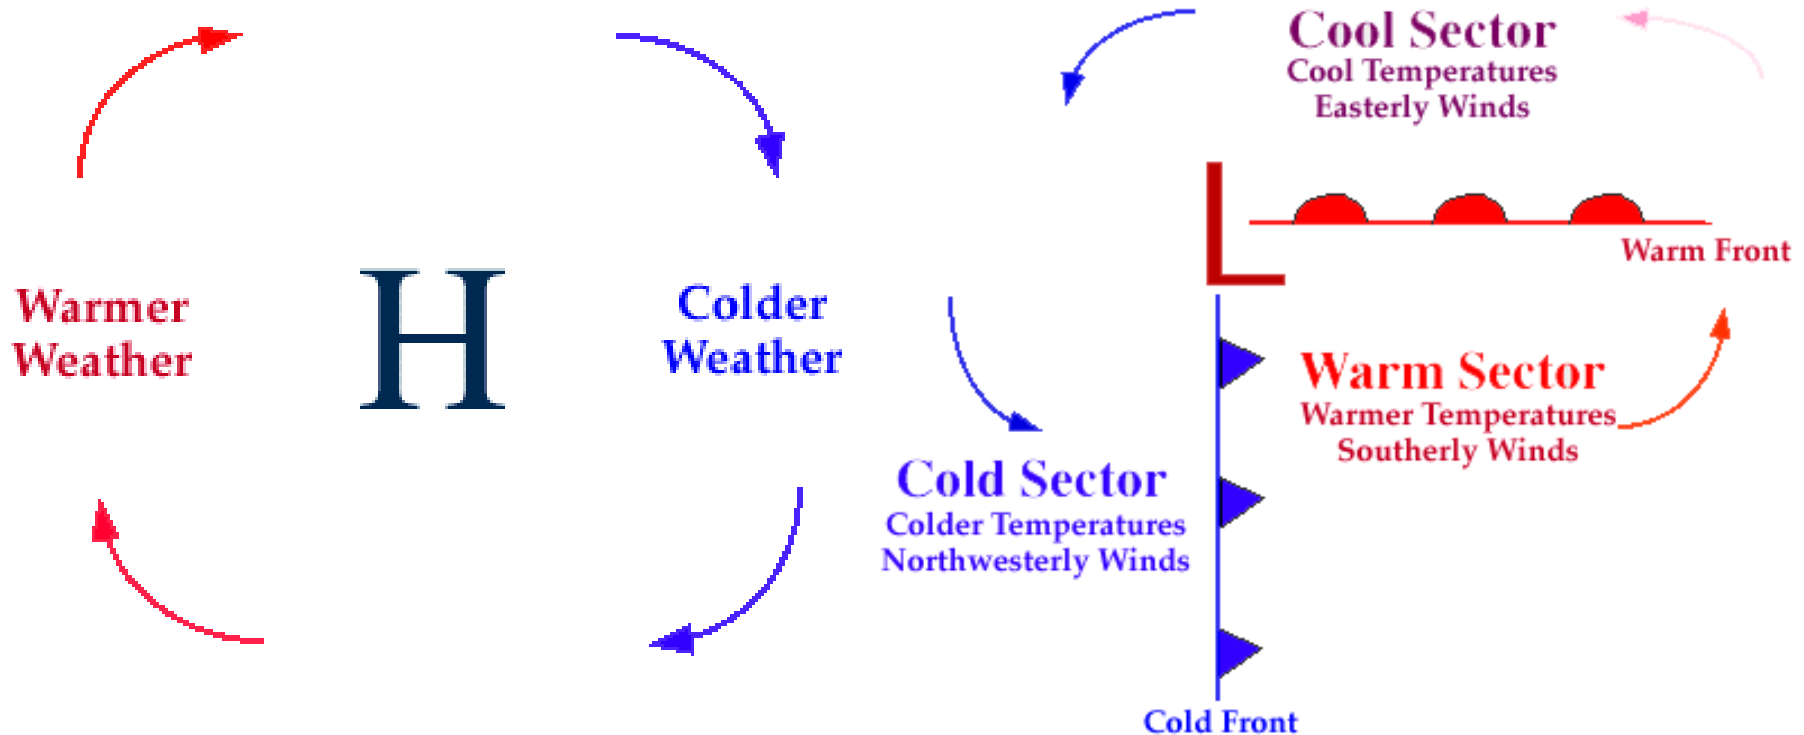 Warmer
Weather
H
Colder
Weather
Cool Sector
Cool Temperatures
Easterly Winds
L
Warm Front
Warm Sector
Warmer Temperatures
Southerly Winds
Cold Sector
Colder Temperatures
Northwesterly Winds
Cold Front